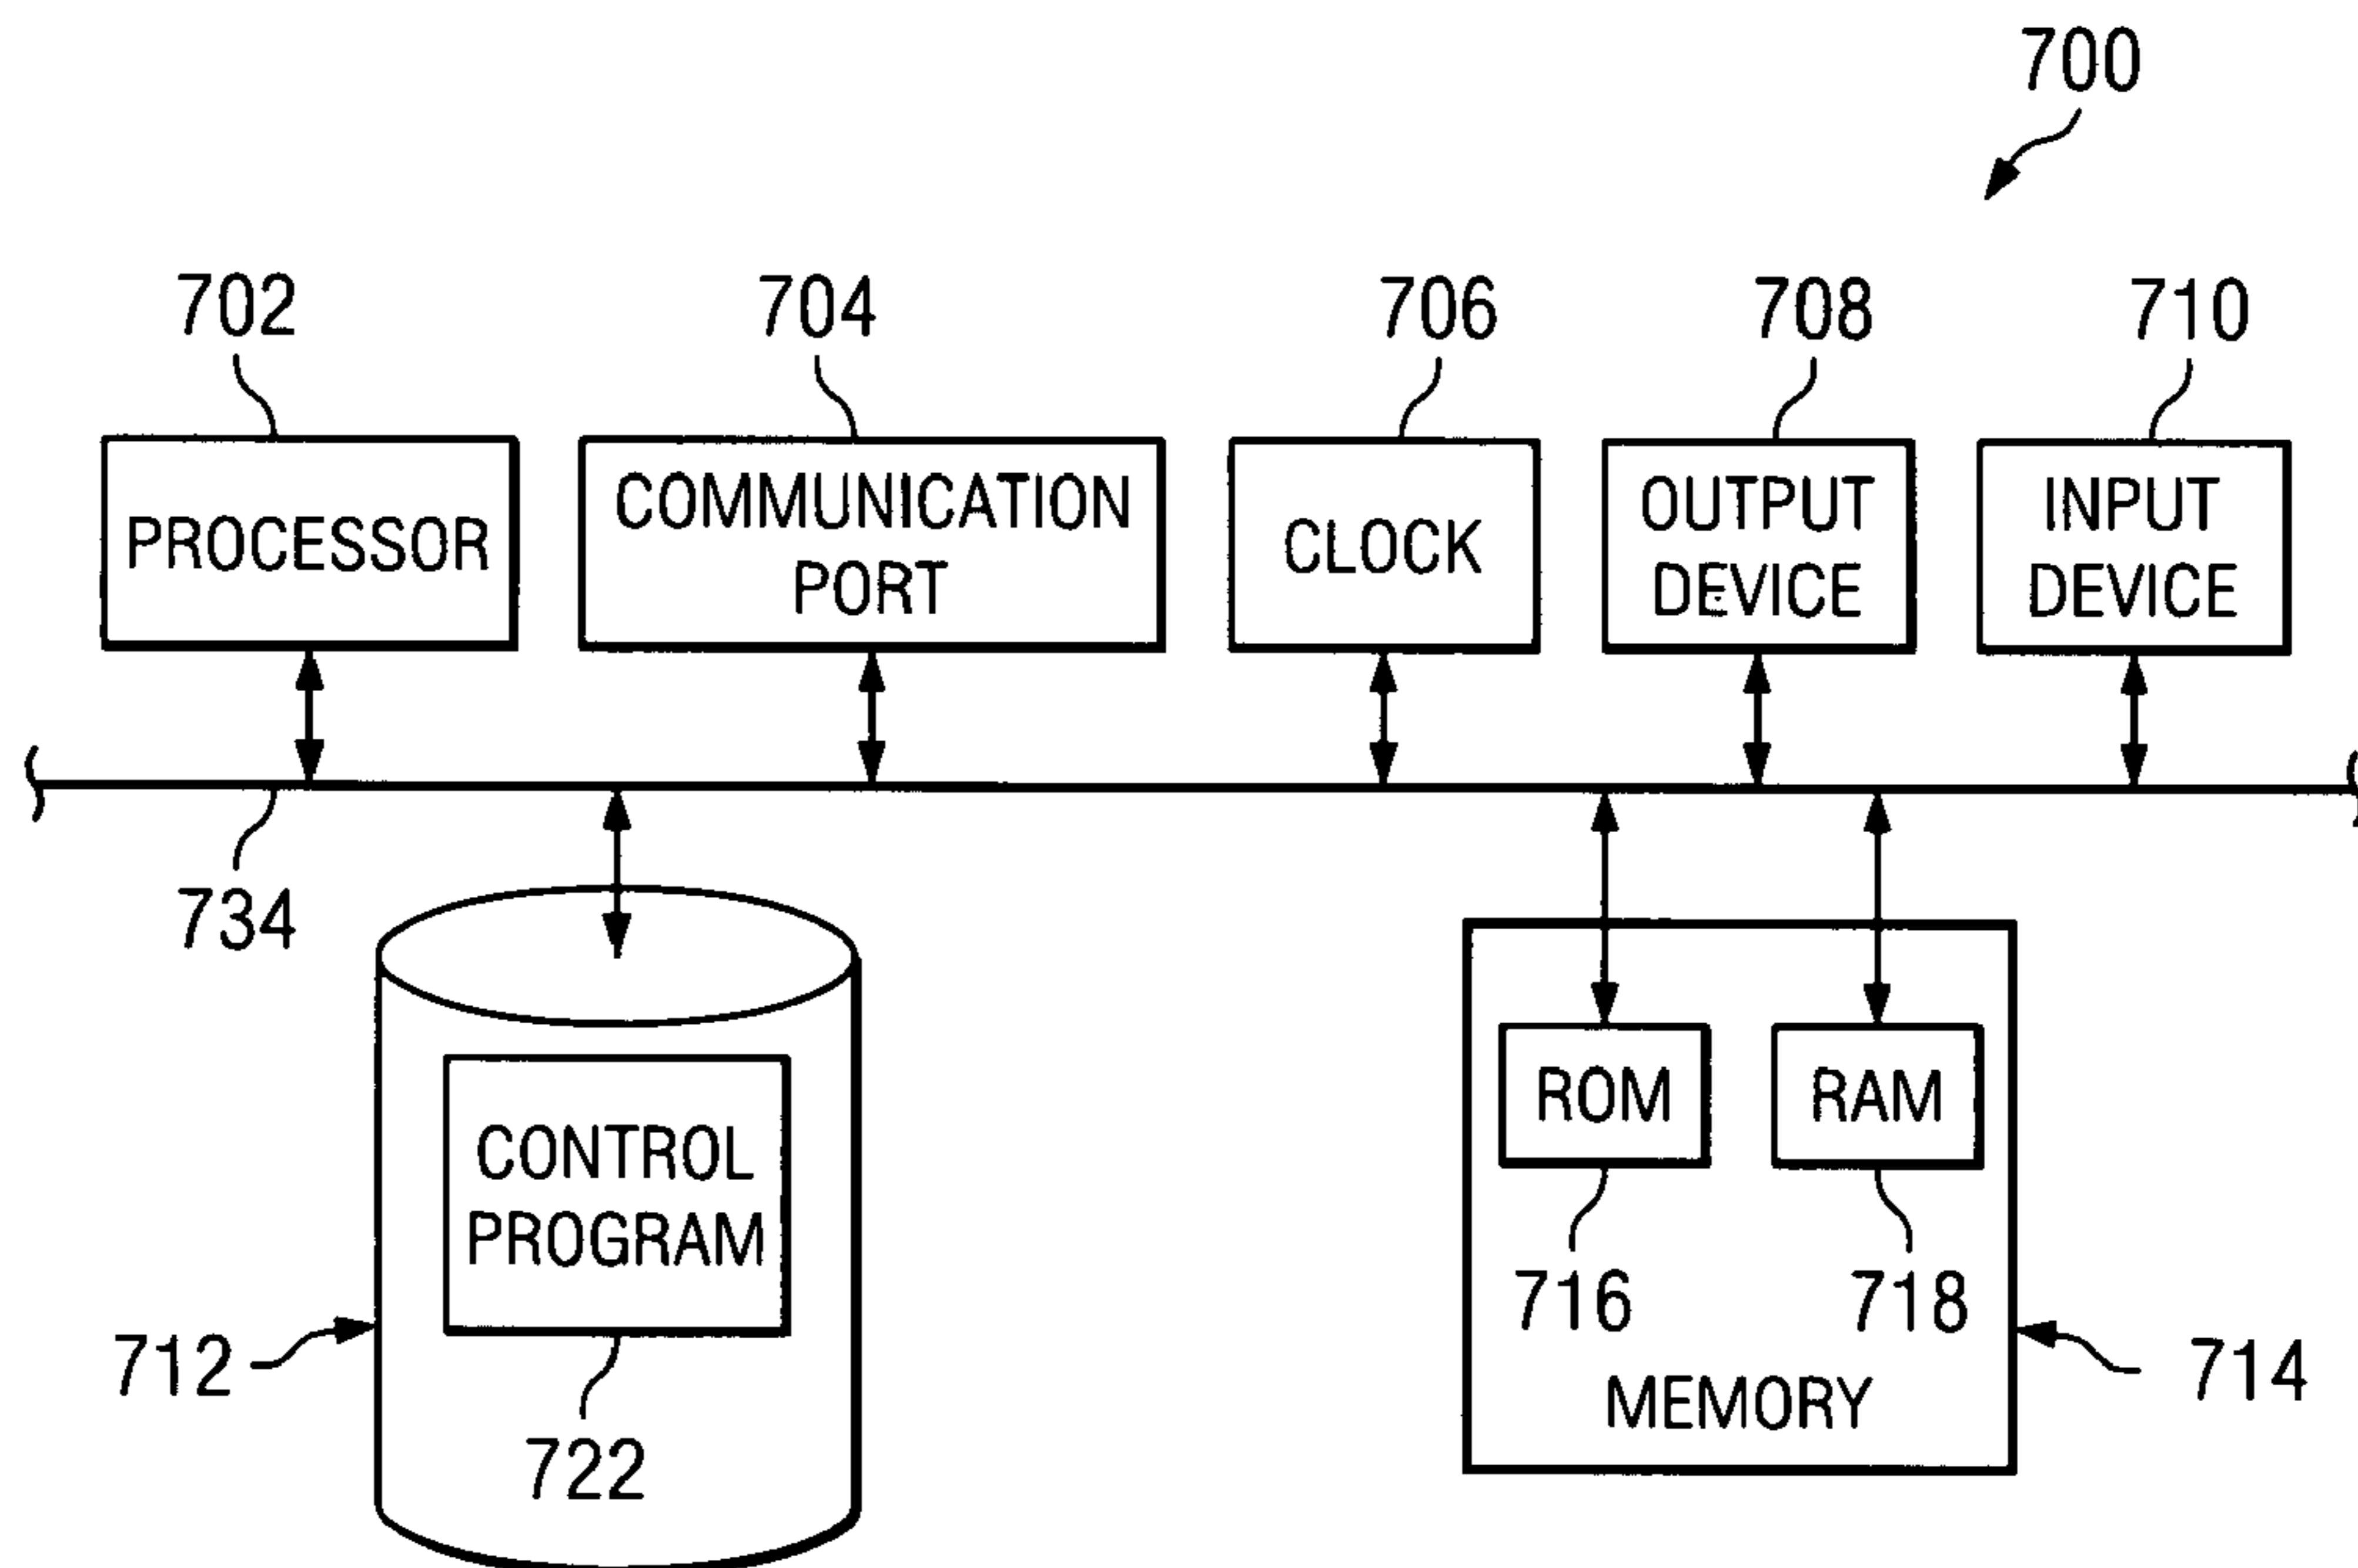 700
702
704
706
708
710
PROCESSOR
COMMUNICATION
PORT
CLOCK
OUTPUT
DEVICE
INPUT
DEVICE
734
CONTROL
PROGRAM
712
722
ROM
RAM
716
718
MEMORY
714